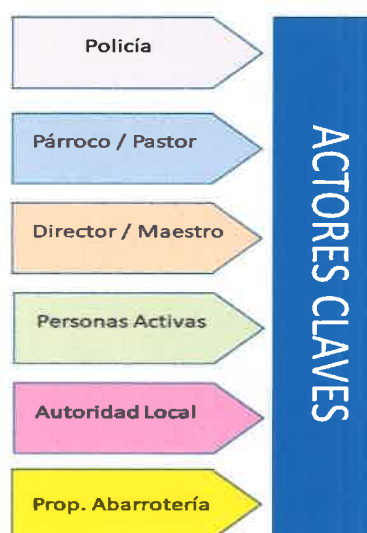 Policía
Párroco / Pastor
Director / Maestro
Personas Activas
Autoridad Local
Prop. Abarrotería
ACTORES CLAVES